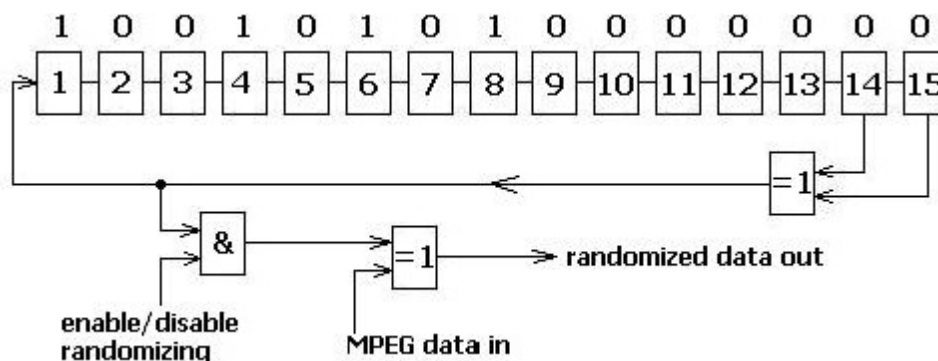 1 0 0 1 0 1 0 1 0 0 0 0 0 0 0
1 2 3 4 5 6 7 8 9 10 11 12 13 14 15
=1
&
=1
randomized data out
enable/disable
randomizing
MPEG data in